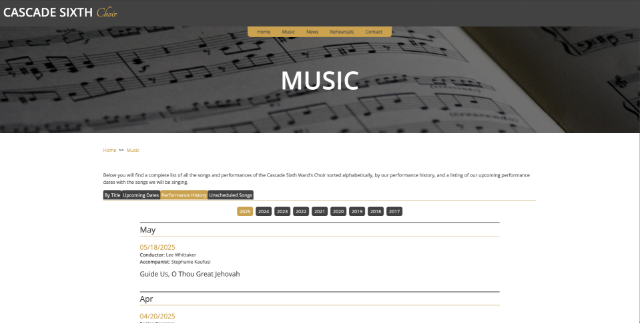 CASCADE SIXTH Choir
Home Music News Rehearsals Contact
MUSIC
Home >> Music
Below you will find a complete list of all the songs and performances of the Cascade Sixth Ward's Choir sorted alphabetically, by our performance history, and a listing of our upcoming performance
dates with the songs we will be singing.
By Title Upcoming Dates Performance History Unscheduled Songs
2025 2024 2023 2022 2021 2020 2019 2018 2017
May
05/18/2025
Conductor: Lee Whittaker
Accompanist: Stephanie Kaufusi
Guide Us, O Thou Great Jehovah
Apr
04/20/2025